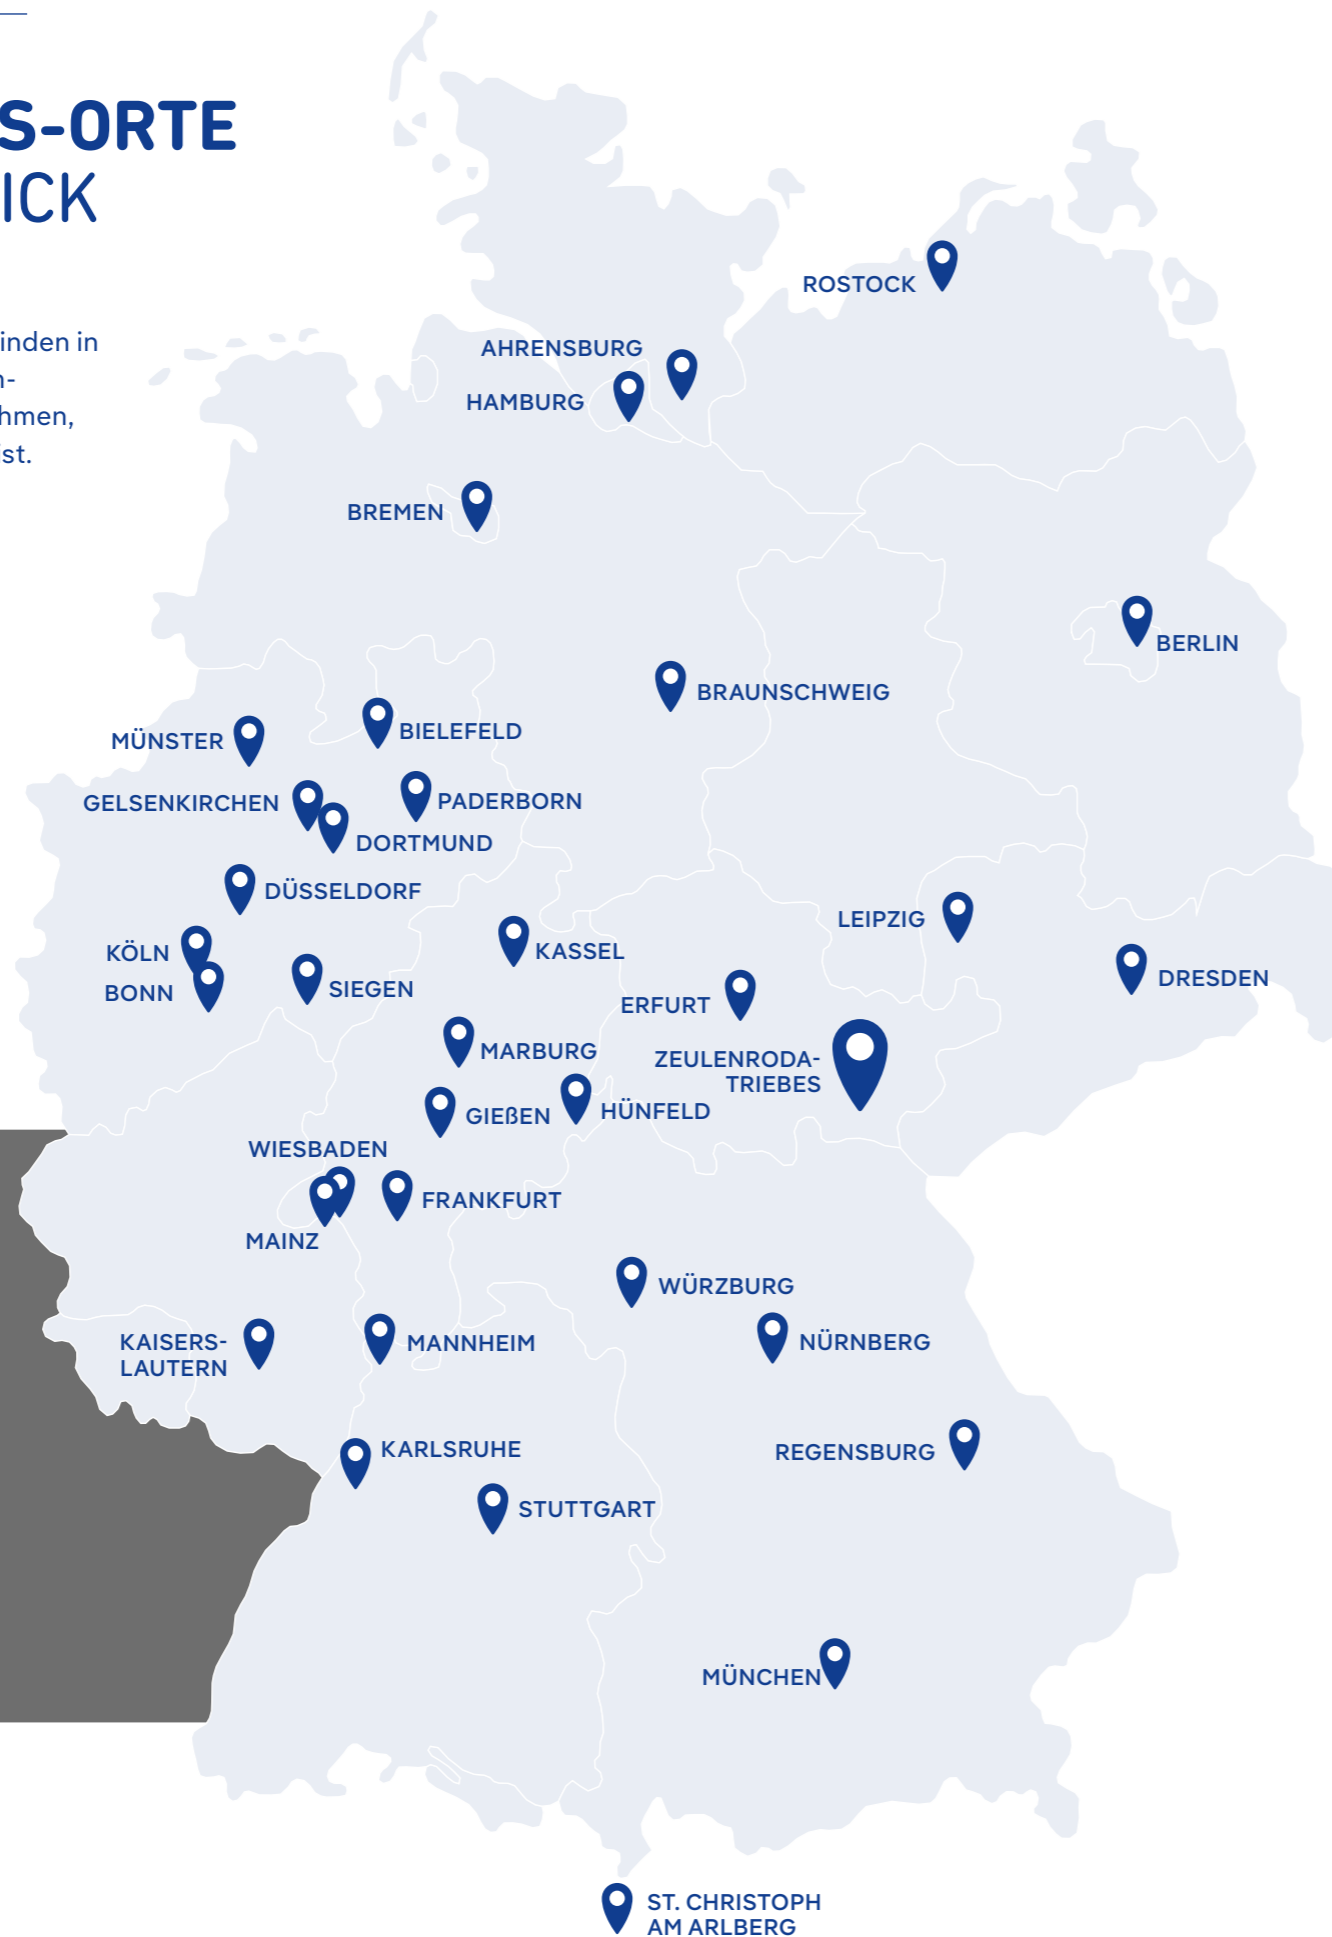 S-ORTE
ICK
inden in
n-
hmen,
ist.
ROSTOCK
AHRENSBURG
HAMBURG
BREMEN
BERLIN
BRAUNSCHWEIG
BIELEFELD
MÜNSTER
GELSENKIRCHEN
PADERBORN
DORTMUND
DÜSSELDORF
LEIPZIG
KÖLN
KASSEL
DRESDEN
BONN
SIEGEN
ERFURT
MARBURG
ZEULENRODA-
TRIEBES
GIEßEN
HÜNFELD
WIESBADEN
FRANKFURT
MAINZ
WÜRZBURG
KAISERS-
LAUTERN
MANNHEIM
NÜRNBERG
KARLSRUHE
REGENSBURG
STUTTGART
MÜNCHEN
ST. CHRISTOPH
AM ARLBERG